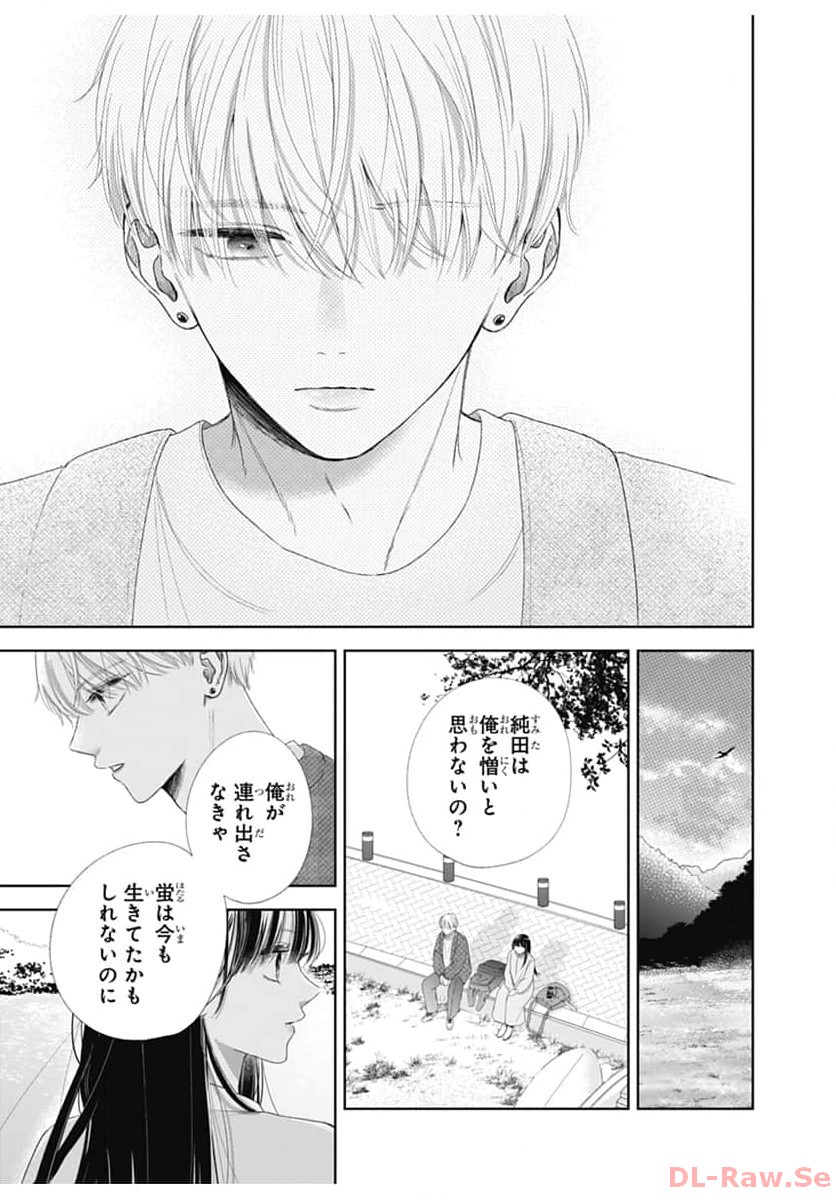 純田は
俺を憎いと
思わないの？
俺が
連れ出さ
なきゃ
蛍は今も
生きてたかも
しれないのに
DL-Raw.Se